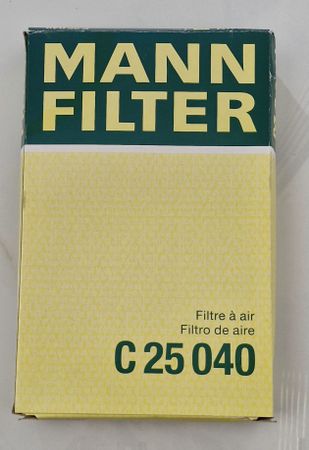 MANN
FILTER
Filtre à air
Filtro de aire
C 25 040